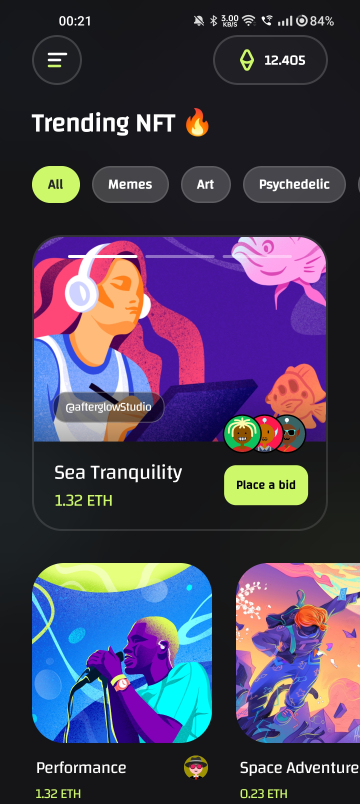 00:21
3.00 KB/S
84%
12.405
Trending NFT 🔥
All
Memes
Art
Psychedelic
@afterglowStudio
Sea Tranquility
1.32 ETH
Place a bid
Performance
Space Adventure
1.32 ETH
0.23 ETH